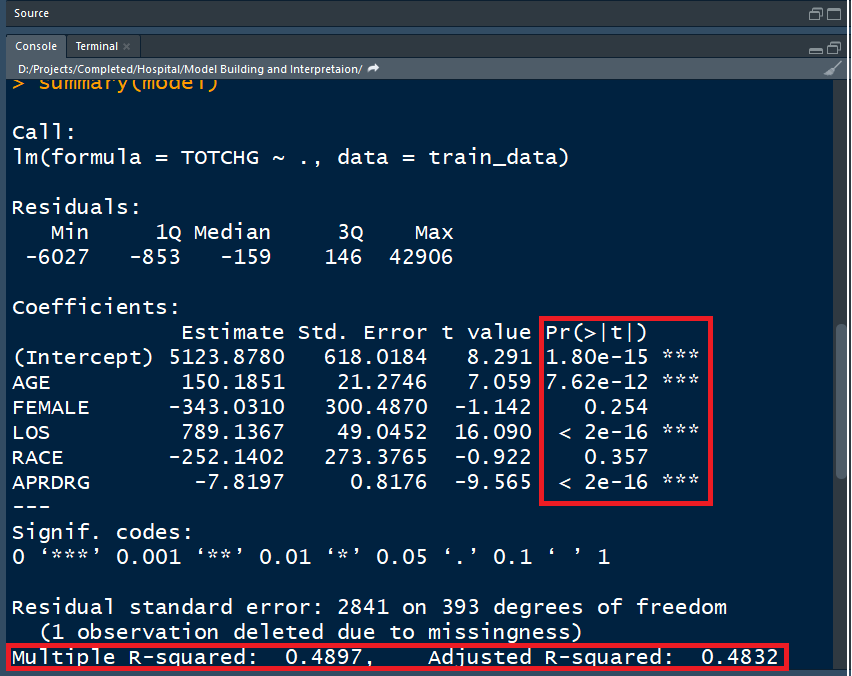 Source
Console Terminal ×
D:/Projects/Completed/Hospital/Model Building and Interpretaion/
> summary(model)
Call:
lm(formula = TOTCHG ~ ., data = train_data)
Residuals:
Min 1Q Median 3Q Max
-6027 -853 -159 146 42906
Coefficients:
Estimate Std. Error t value Pr(>|t|)
(Intercept) 5123.8780 618.0184 8.291 1.80e-15 ***
AGE 150.1851 21.2746 7.059 7.62e-12 ***
FEMALE -343.0310 300.4870 -1.142 0.254
LOS 789.1367 49.0452 16.090 < 2e-16 ***
RACE -252.1402 273.3765 -0.922 0.357
APRDRG -7.8197 0.8176 -9.565 < 2e-16 ***
---
Signif. codes:
0 ‘***’ 0.001 ‘**’ 0.01 ‘*’ 0.05 ‘.’ 0.1 ‘ ’ 1
Residual standard error: 2841 on 393 degrees of freedom
(1 observation deleted due to missingness)
Multiple R-squared: 0.4897, Adjusted R-squared: 0.4832